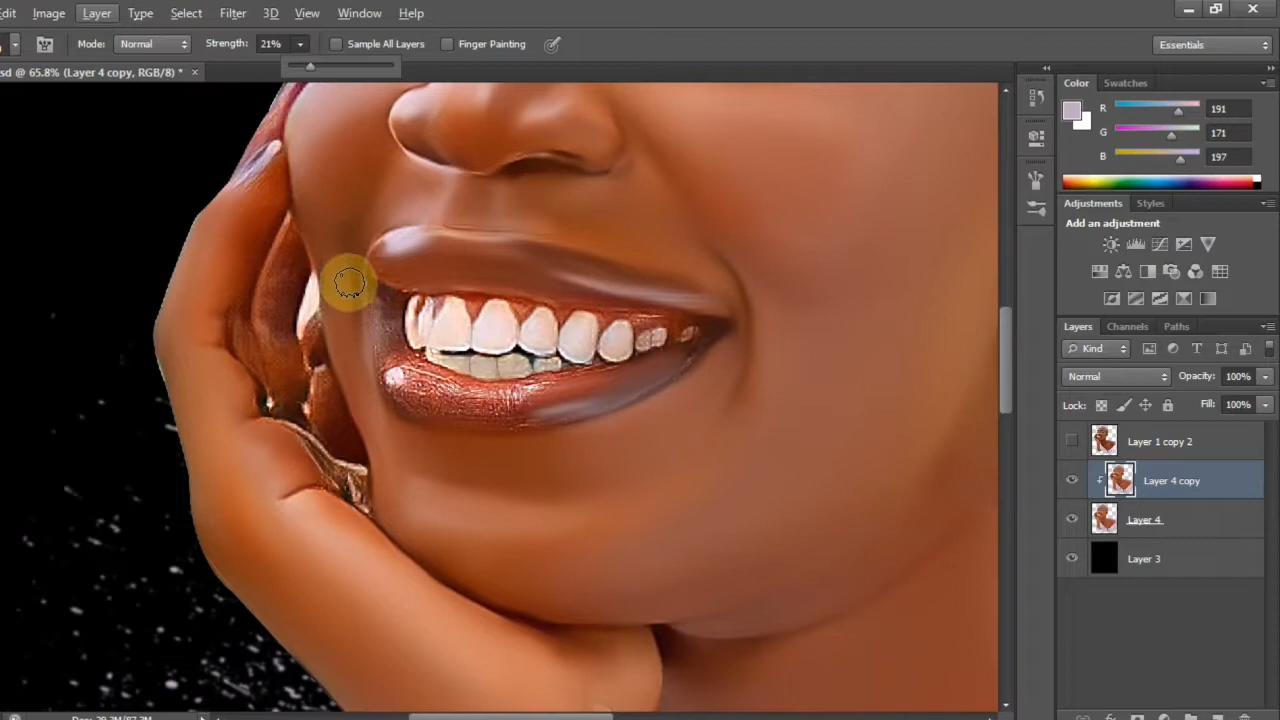 Edit Image Layer Type Select Filter 3D View Window Help
Mode: Normal Strength: 21% Sample All Layers Finger Painting Essentials
sd @ 65.8% (Layer 4 copy, RGB/8) * ×
Color Swatches
R 191
G 171
B 197
Adjustments Styles
Add an adjustment
Layers Channels Paths
Kind
Normal Opacity: 100%
Lock: Fill: 100%
Layer 1 copy 2
Layer 4 copy
Layer 4
Layer 3